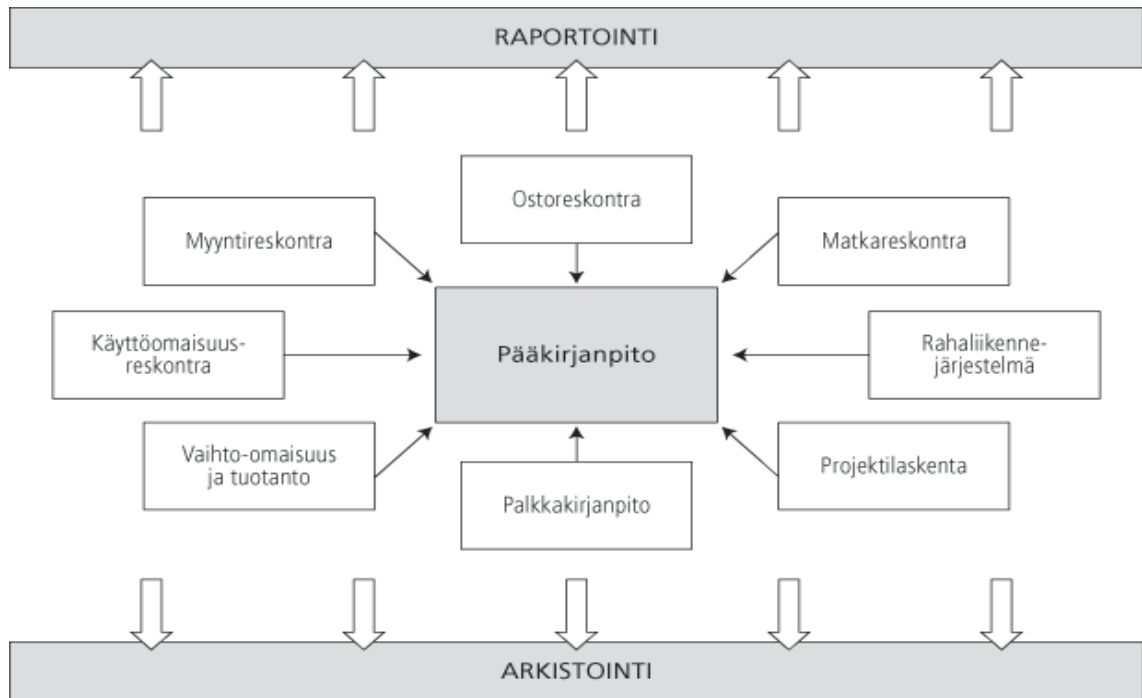 RAPORTOINTI
Ostoreskontra
Myyntireskontra
Matkareskontra
Käyttöomaisuus-
reskontra
Pääkirjanpito
Rahaliikenne-
järjestelmä
Vaihto-omaisuus
ja tuotanto
Palkkakirjanpito
Projektilaskenta
ARKISTOINTI